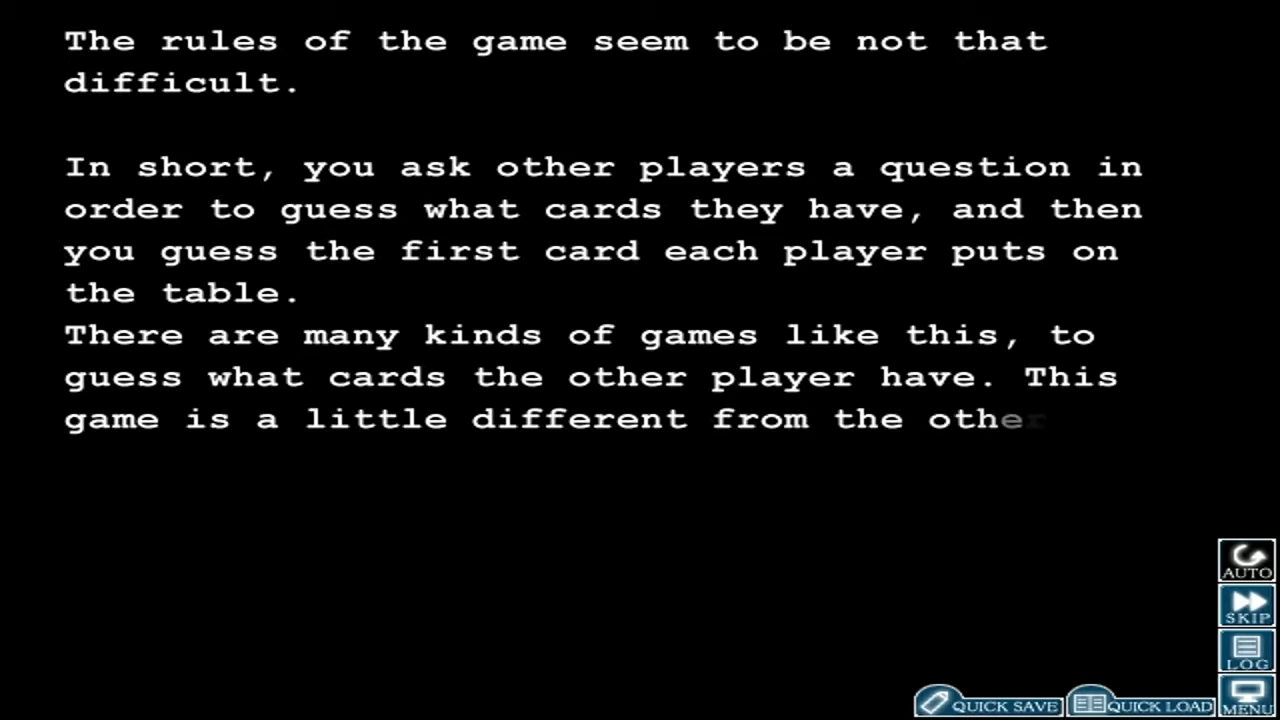 The rules of the game seem to be not that
difficult.
In short, you ask other players a question in
order to guess what cards they have, and then
you guess the first card each player puts on
the table.
There are many kinds of games like this, to
guess what cards the other player have. This
game is a little different from the other
AUTO
SKIP
LOG
QUICK SAVE
QUICK LOAD
MENU